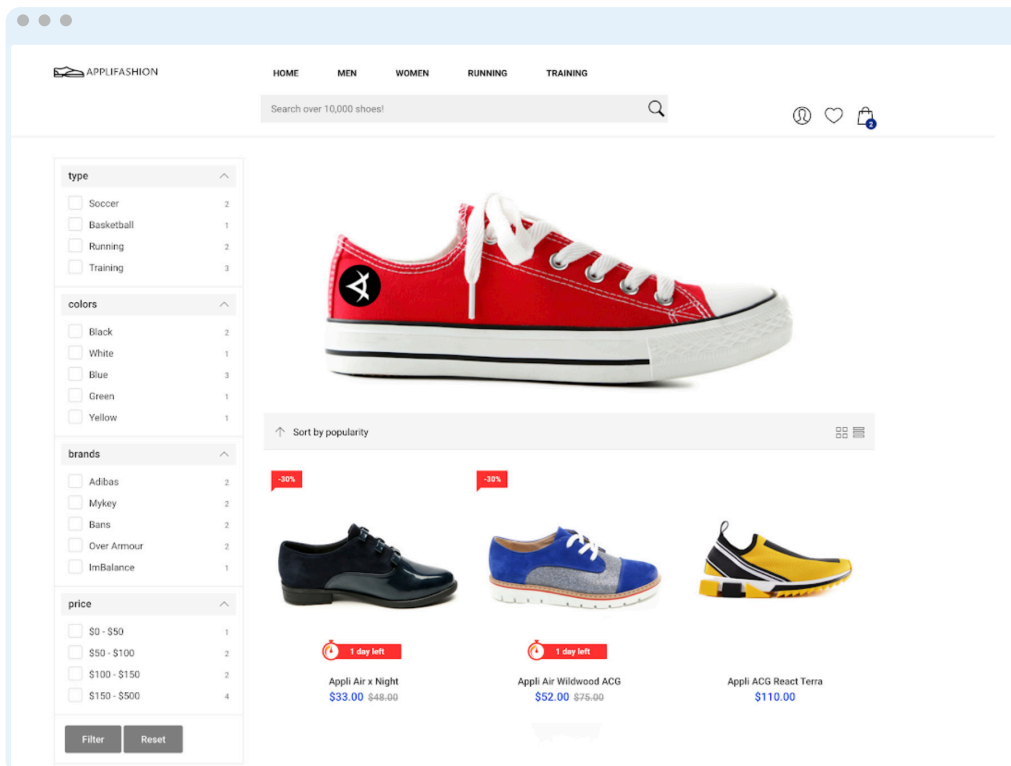 APPLIFASHION
HOME MEN WOMEN RUNNING TRAINING
Search over 10,000 shoes!
2
type
Soccer 2
Basketball 1
Running 2
Training 3
colors
Black 2
White 1
Blue 3
Green 1
Yellow 1
brands
Adibas 2
Mykey 2
Bans 2
Over Armour 2
ImBalance 1
price
$0 - $50 1
$50 - $100 2
$100 - $150 2
$150 - $500 4
Filter Reset
Sort by popularity
-30% -30%
1 day left 1 day left
Appli Air x Night Appli Air Wildwood ACG Appli ACG React Terra
$33.00 $48.00 $52.00 $75.00 $110.00